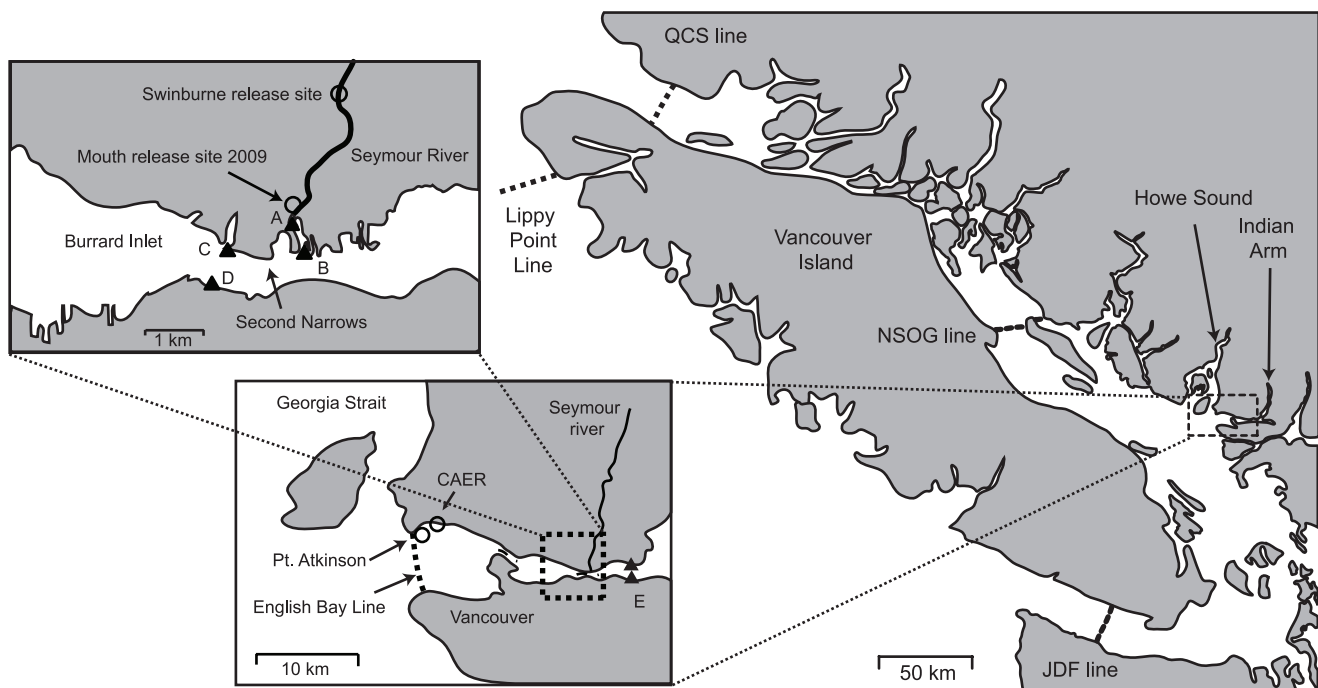 QCS line
Swinburne release site
Mouth release site 2009
Seymour River
A
Burrard Inlet
C
B
D
Second Narrows
1 km
Lippy
Point
Line
Vancouver
Island
Howe Sound
Indian
Arm
NSOG line
Georgia Strait
Seymour
river
CAER
Pt. Atkinson
English Bay Line
Vancouver
E
10 km
50 km
JDF line